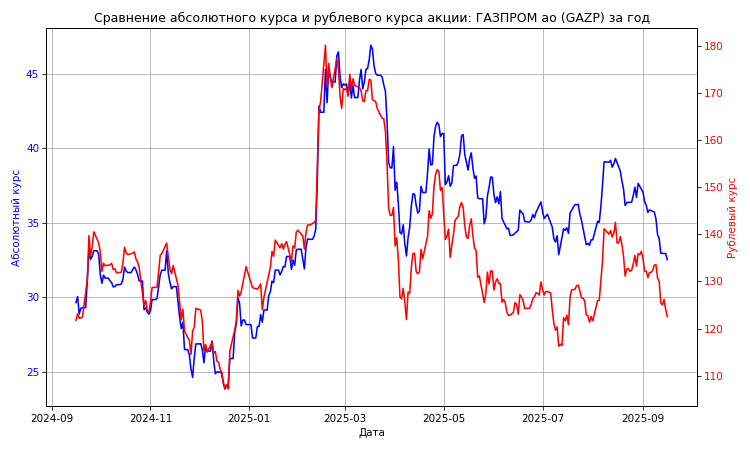 Сравнение абсолютного курса и рублевого курса акции: ГАЗПРОМ ао (GAZP) за год
Абсолютный курс
45
40
35
30
25
180
170
160
150
140
130
120
110
Рублевый курс
2024-09 2024-11 2025-01 2025-03 2025-05 2025-07 2025-09
Дата